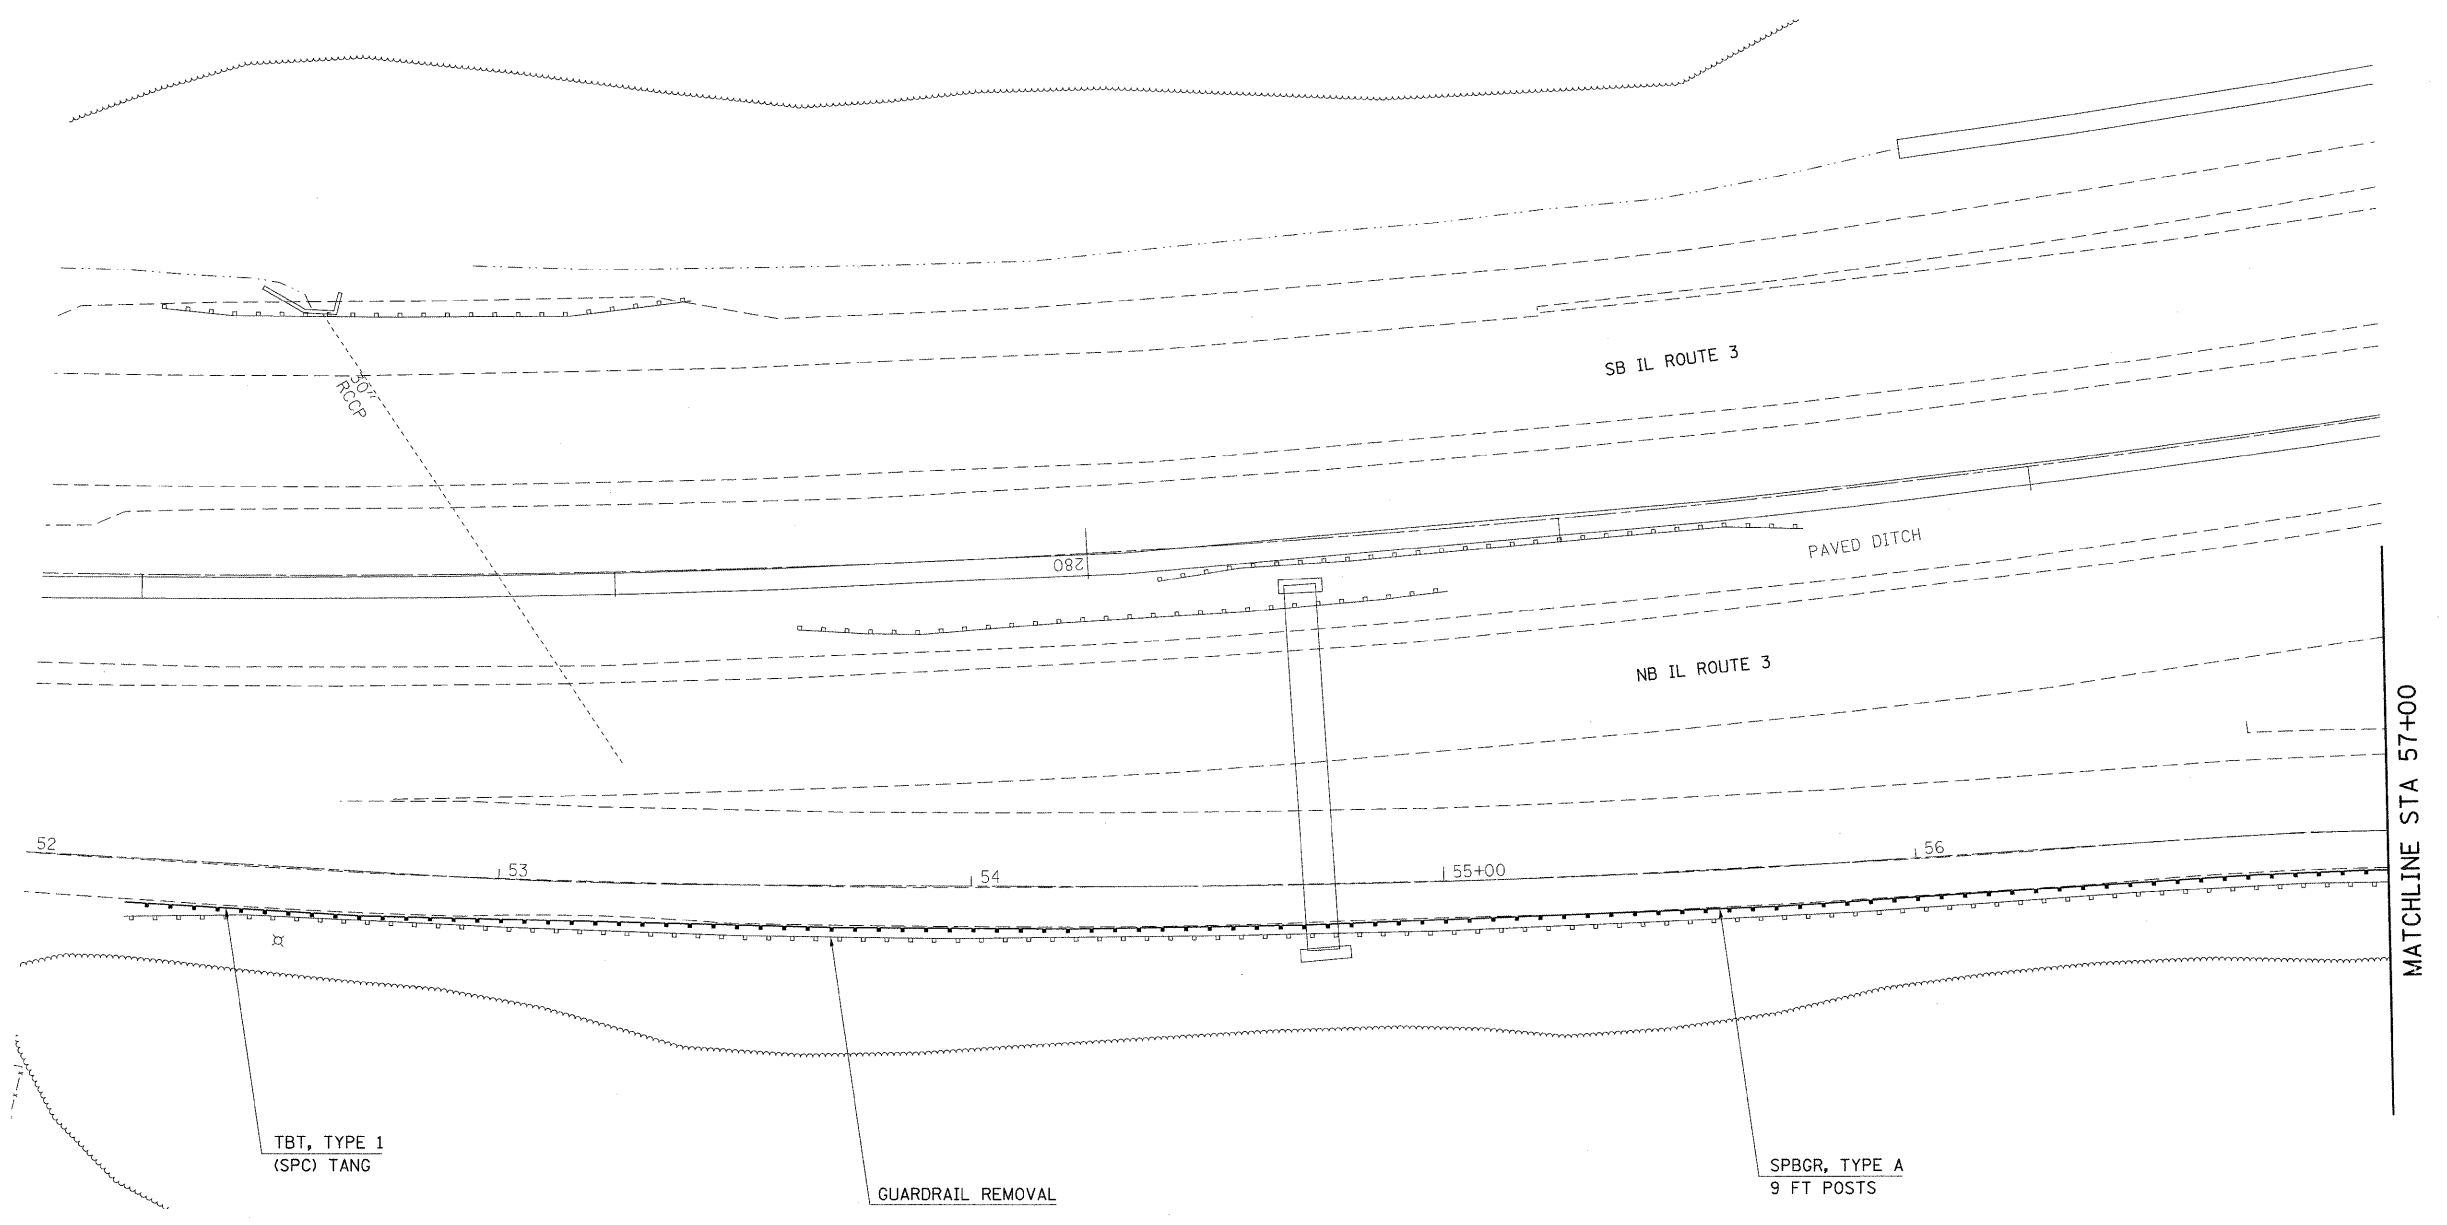 30"
RCCP
SB IL ROUTE 3
280
PAVED DITCH
NB IL ROUTE 3
MATCHLINE STA 57+00
52
53
54
55+00
56
TBT, TYPE 1
(SPC) TANG
GUARDRAIL REMOVAL
SPBGR, TYPE A
9 FT POSTS